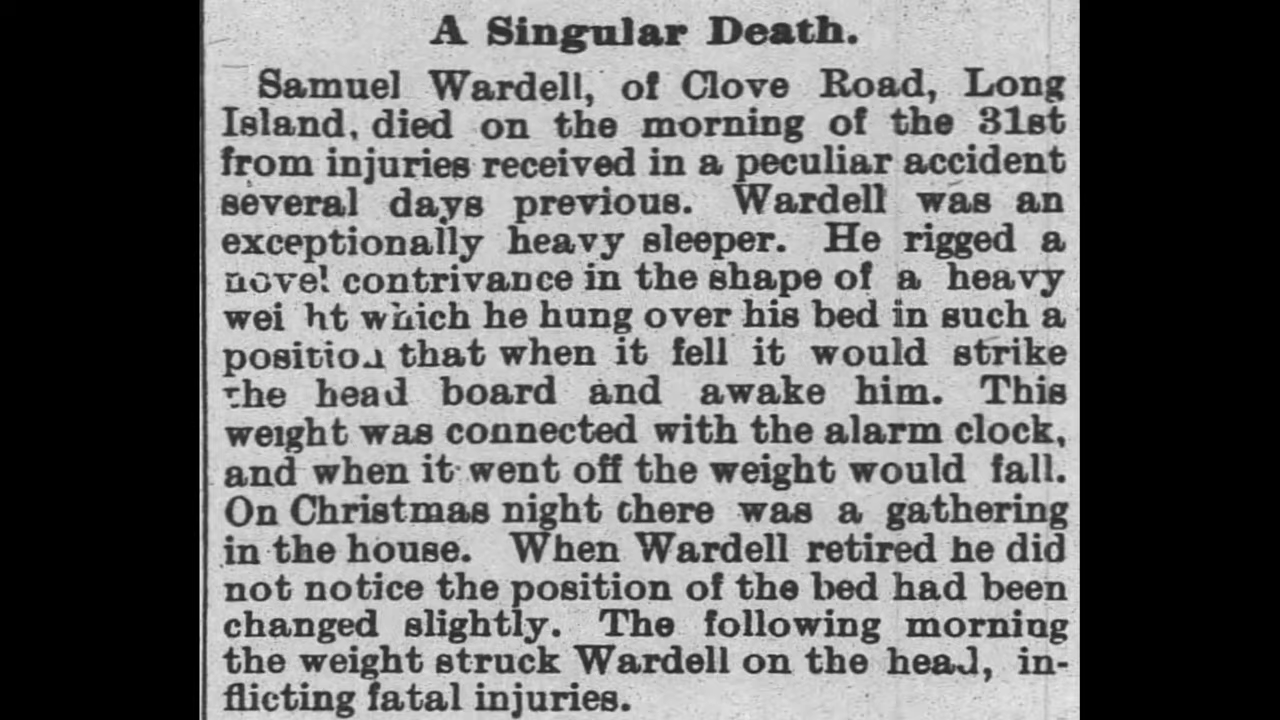 A Singular Death.
Samuel Wardell, of Clove Road, Long
Island, died on the morning of the 31st
from injuries received in a peculiar accident
several days previous. Wardell was an
exceptionally heavy sleeper. He rigged a
novel contrivance in the shape of a heavy
wei ht which he hung over his bed in such a
position that when it fell it would strike
the head board and awake him. This
weight was connected with the alarm clock,
and when it went off the weight would fall.
On Christmas night there was a gathering
in the house. When Wardell retired he did
not notice the position of the bed had been
changed slightly. The following morning
the weight struck Wardell on the head, in-
flicting fatal injuries.